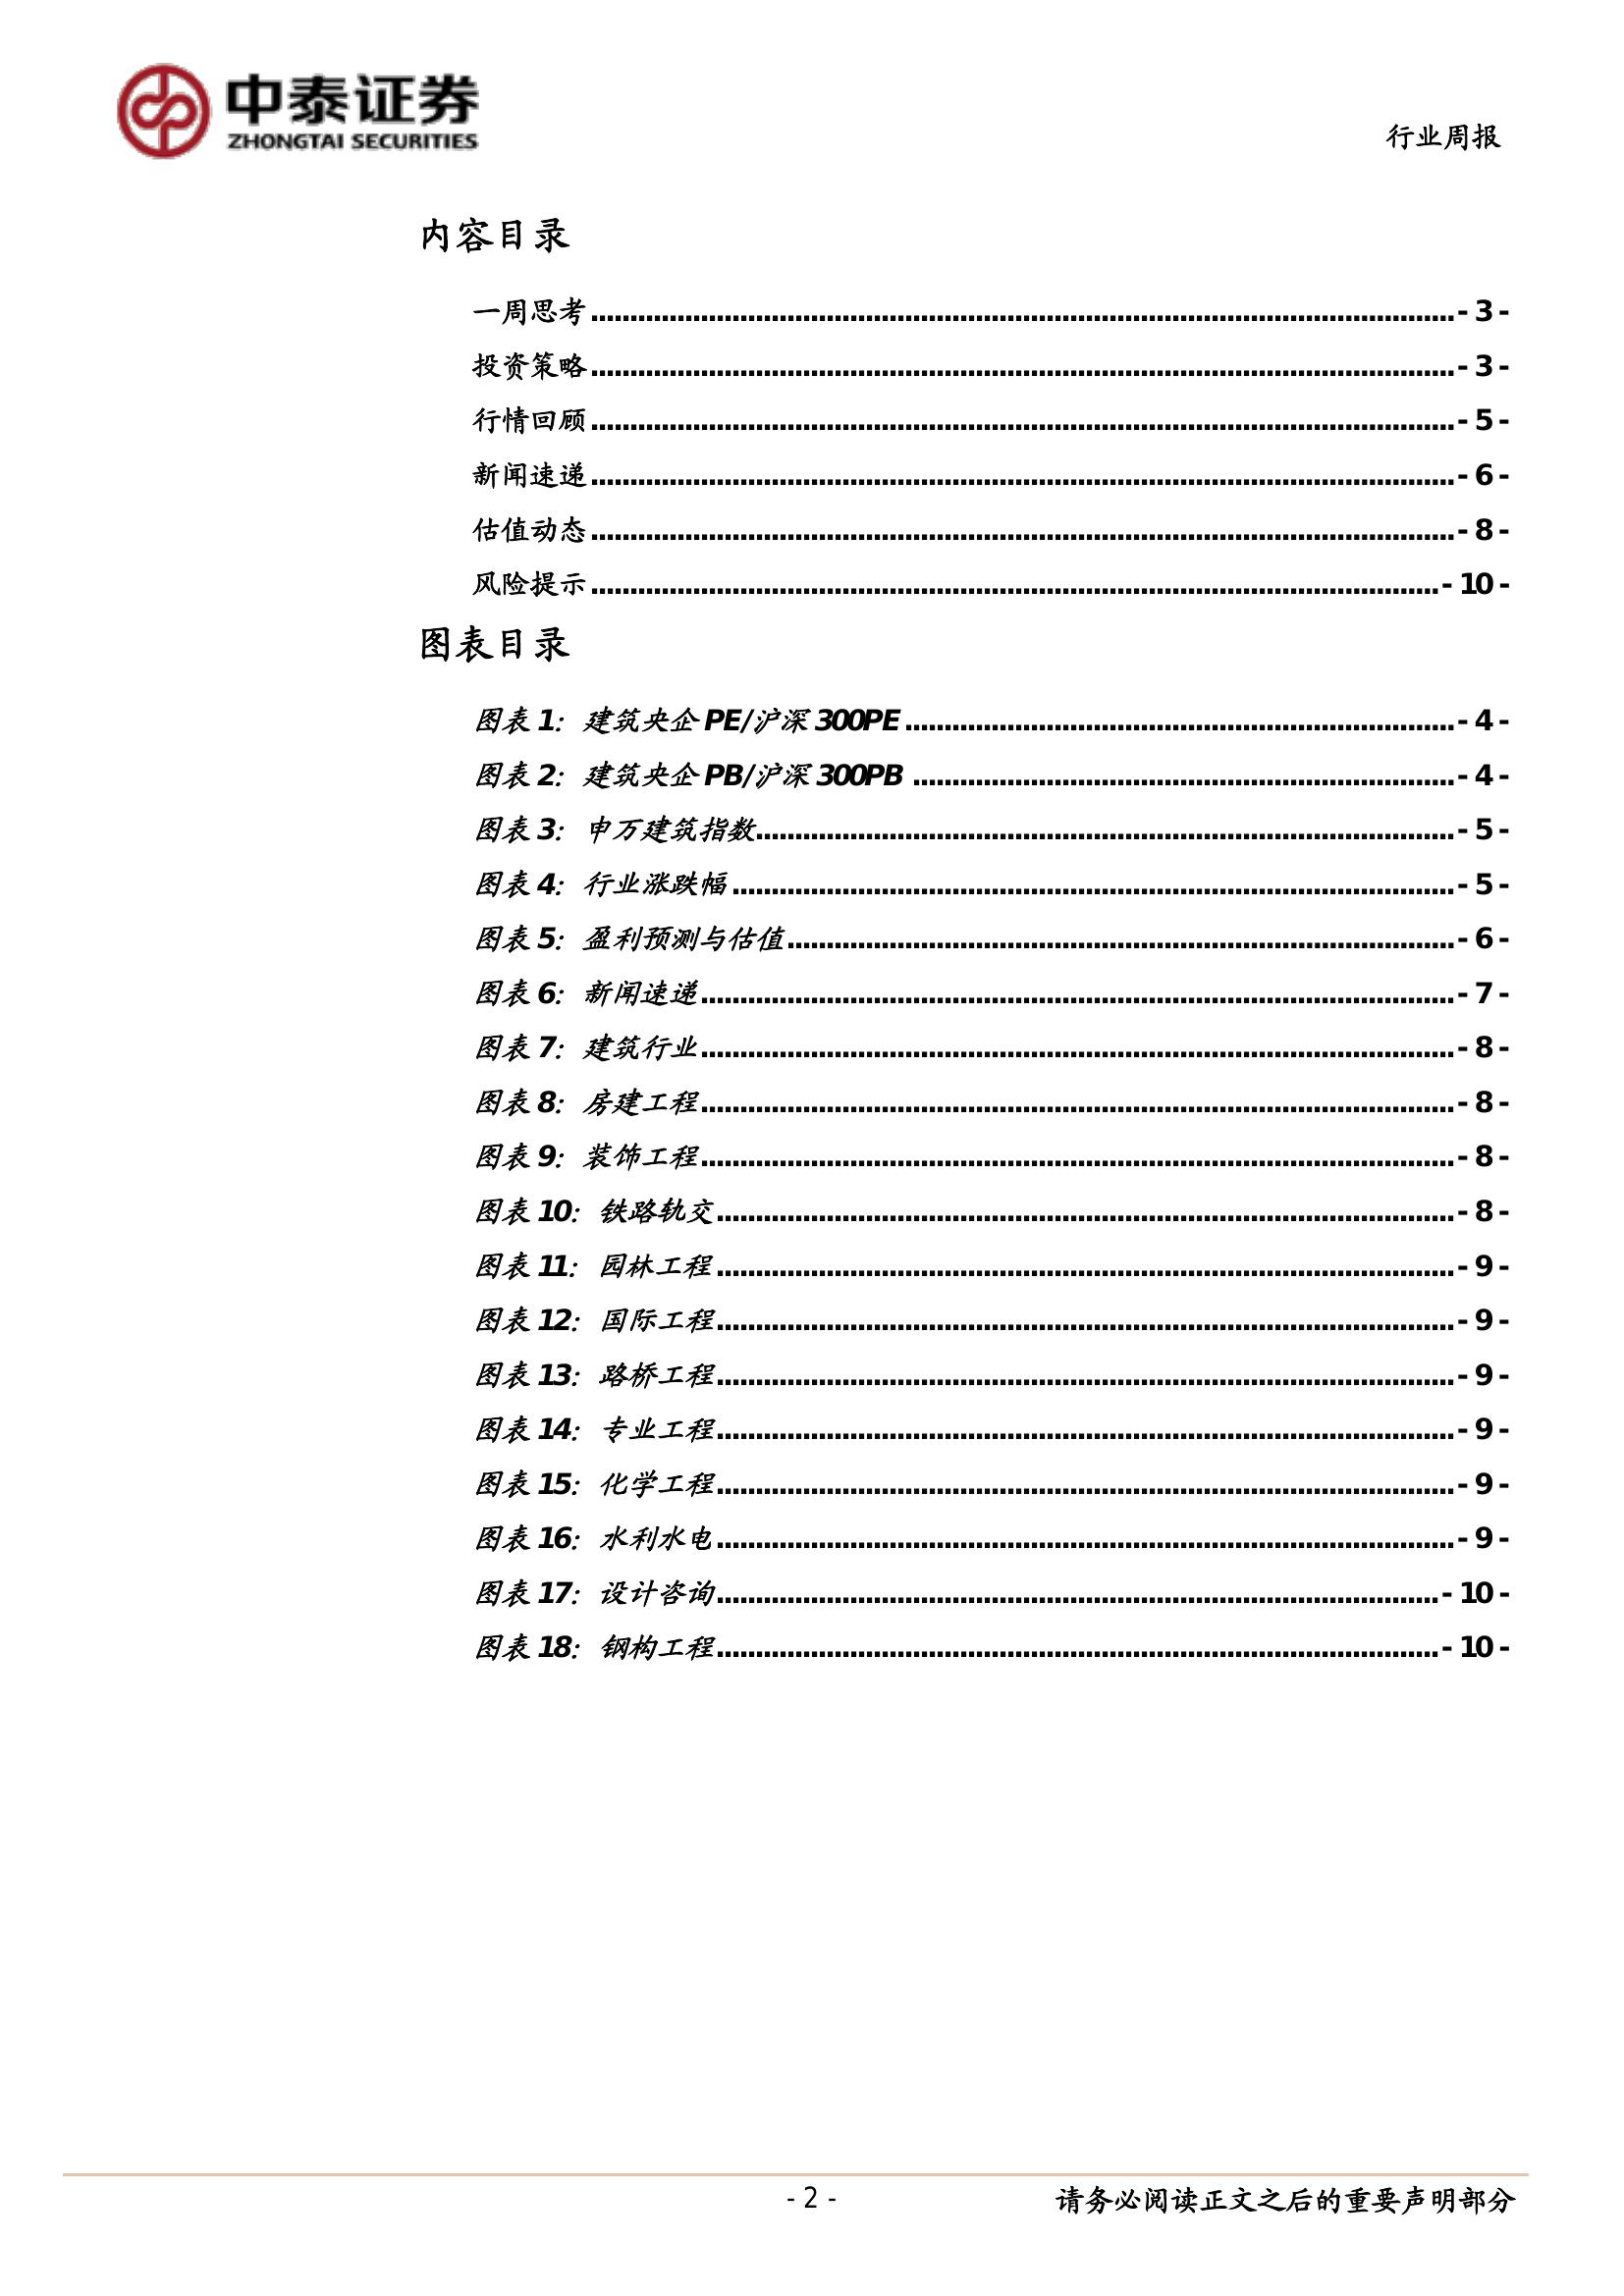 中泰证券
ZHONGTAI SECURITIES
行业周报
内容目录
一周思考 - 3 -
投资策略 - 3 -
行情回顾 - 5 -
新闻速递 - 6 -
估值动态 - 8 -
风险提示 - 10 -
图表目录
图表 1：建筑央企 PE/沪深 300PE - 4 -
图表 2：建筑央企 PB/沪深 300PB - 4 -
图表 3：申万建筑指数 - 5 -
图表 4：行业涨跌幅 - 5 -
图表 5：盈利预测与估值 - 6 -
图表 6：新闻速递 - 7 -
图表 7：建筑行业 - 8 -
图表 8：房建工程 - 8 -
图表 9：装饰工程 - 8 -
图表 10：铁路轨交 - 8 -
图表 11：园林工程 - 9 -
图表 12：国际工程 - 9 -
图表 13：路桥工程 - 9 -
图表 14：专业工程 - 9 -
图表 15：化学工程 - 9 -
图表 16：水利水电 - 9 -
图表 17：设计咨询 - 10 -
图表 18：钢构工程 - 10 -
- 2 -
请务必阅读正文之后的重要声明部分